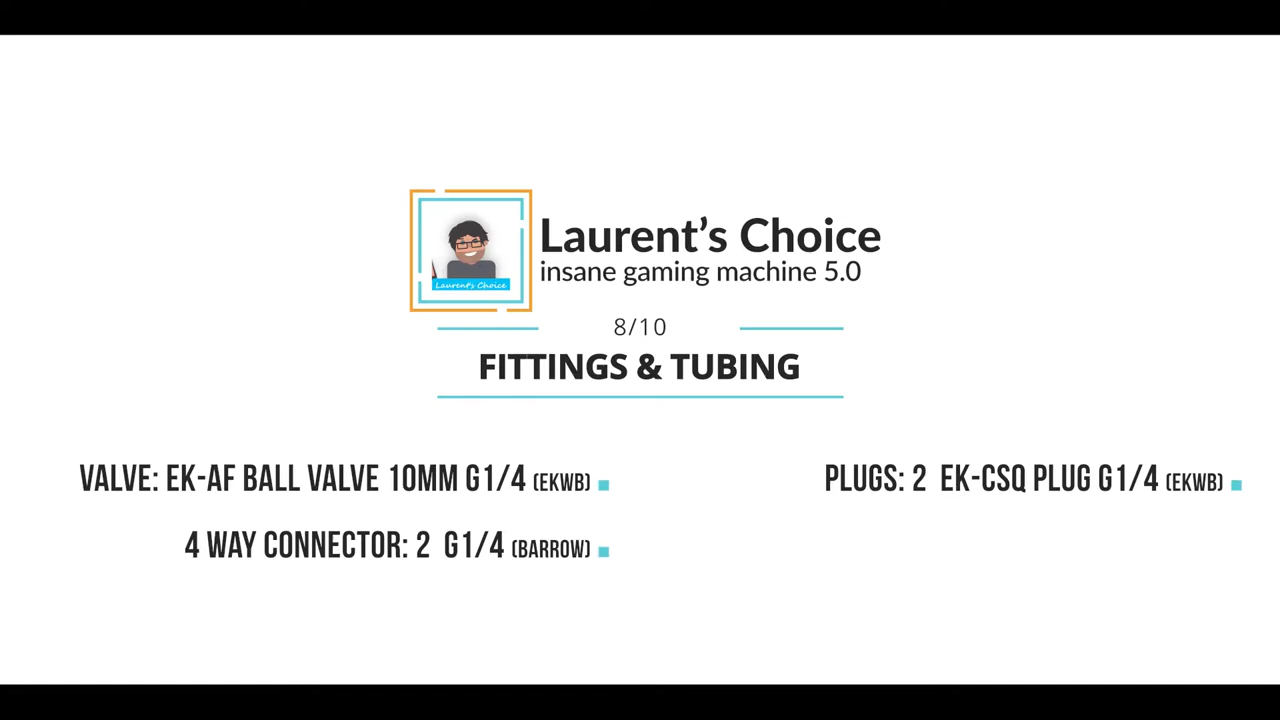 Laurent's Choice
Laurent’s Choice
insane gaming machine 5.0
8/10
FITTINGS & TUBING
VALVE: EK-AF BALL VALVE 10MM G1/4 (EKWB)
PLUGS: 2 EK-CSQ PLUG G1/4 (EKWB)
4 WAY CONNECTOR: 2 G1/4 (BARROW)